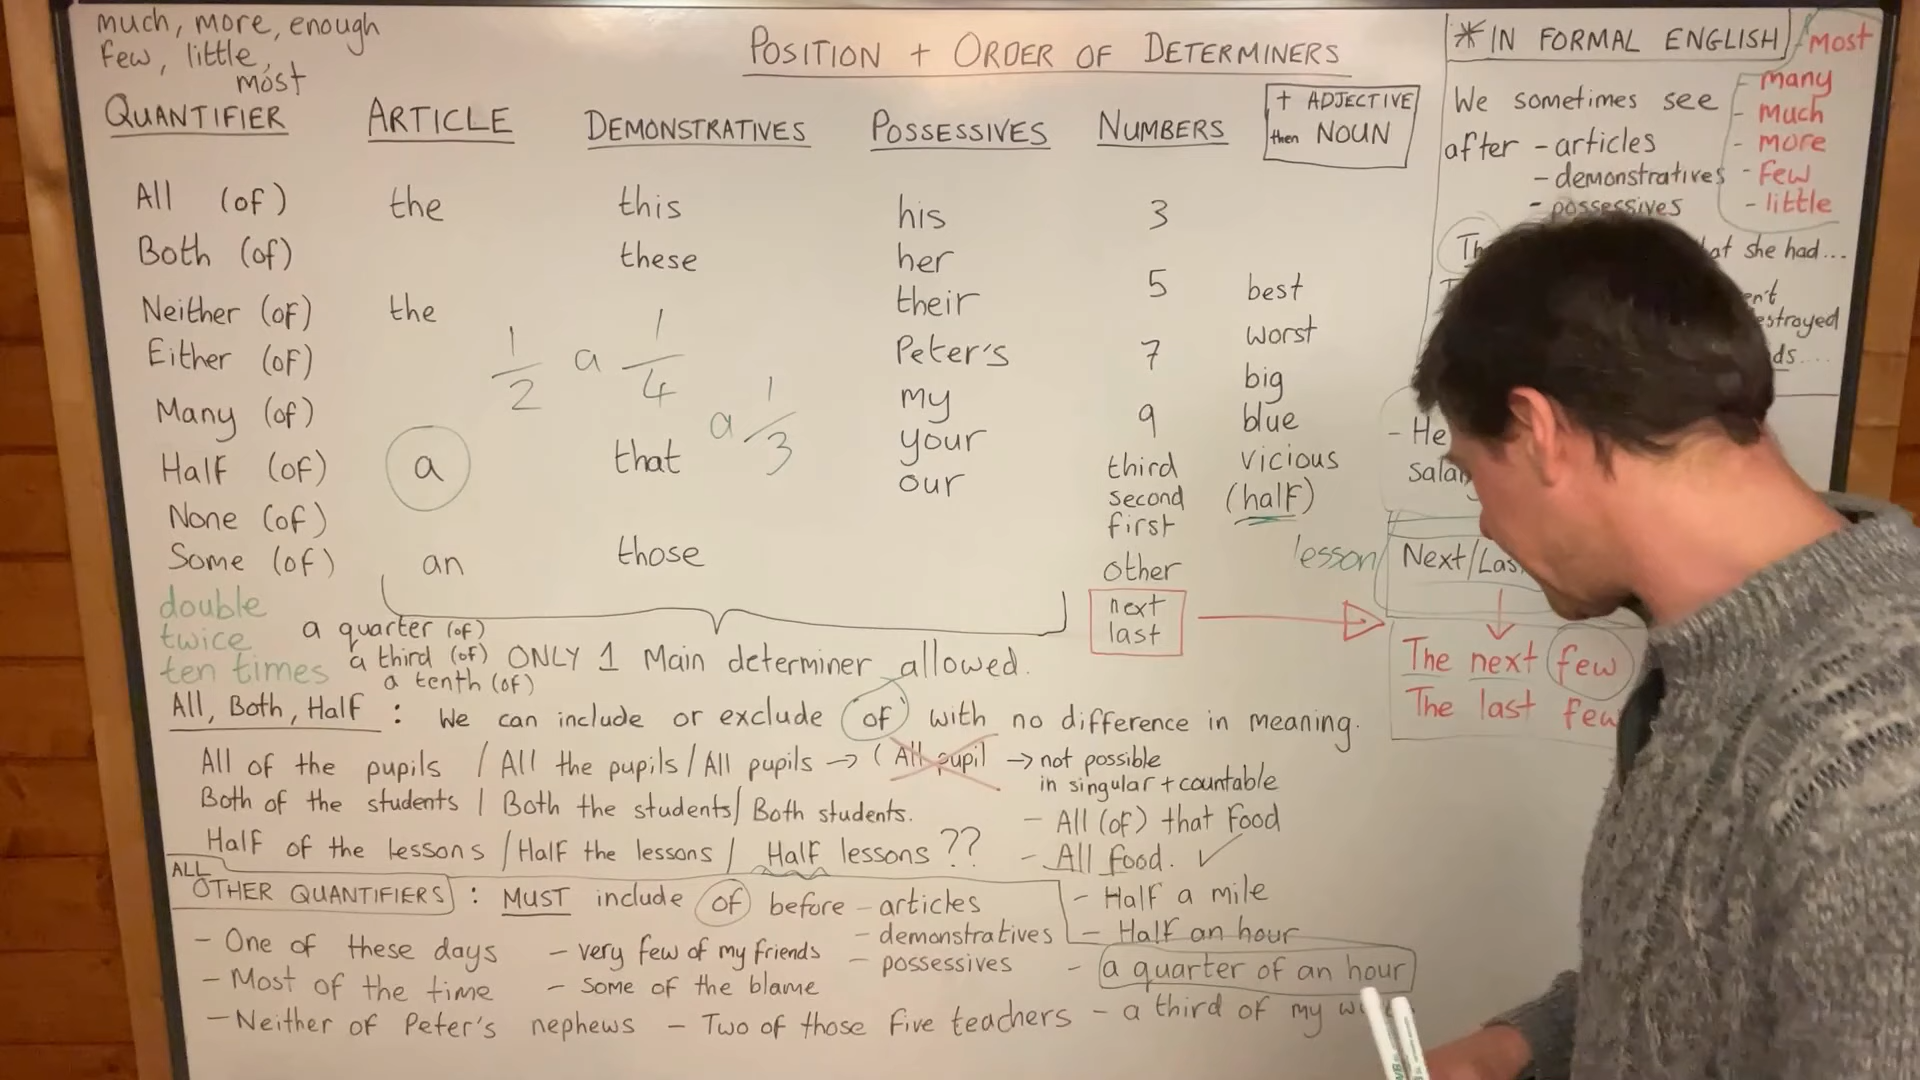 much, more, enough
few, little,
most
POSITION + ORDER OF DETERMINERS
QUANTIFIER
ARTICLE
DEMONSTRATIVES
POSSESSIVES
NUMBERS
+ ADJECTIVE
then NOUN
All (of)
Both (of)
Neither (of)
Either (of)
Many (of)
Half (of)
None (of)
Some (of)
double
twice
ten times
a quarter (of)
a third (of)
a tenth (of)
the
the
a
an
1/2
a 1/4
a 1/3
this
these
that
those
his
her
their
Peter's
my
your
our
3
5
7
9
third
second
first
other
next
last
best
worst
big
blue
vicious
(half)
ONLY 1 Main determiner allowed.
All, Both, Half : We can include or exclude of with no difference in meaning.
All of the pupils / All the pupils / All pupils → (All pupil → not possible
in singular + countable
Both of the students / Both the students / Both students.
- All (of) that food
Half of the lessons / Half the lessons / Half lessons ??
- All food. ✓
ALL
OTHER QUANTIFIERS : MUST include of before - articles
- demonstratives
- possessives
- Half a mile
- Half an hour
- a quarter of an hour
- a third of my
- One of these days
- Most of the time
- Neither of Peter's nephews
- very few of my friends
- some of the blame
- Two of those five teachers
* IN FORMAL ENGLISH
We sometimes see
after - articles
- demonstratives
- possessives
most
- many
- much
- more
- few
- little
she had...
- He
lesson
Next/
The next few
The last few